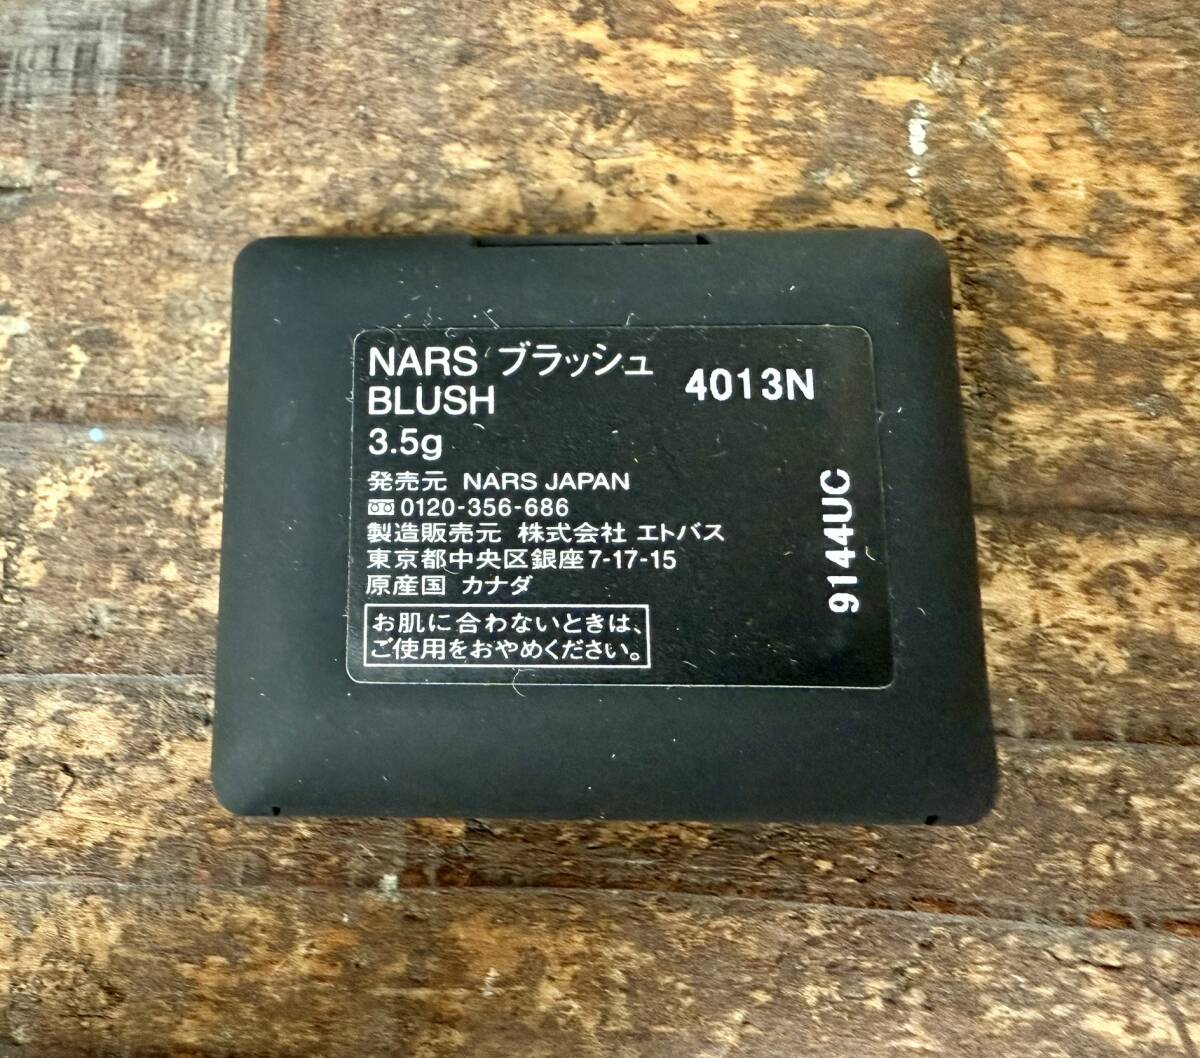 NARS ブラッシュ
BLUSH
3.5g
4013N
発売元 NARS JAPAN
0120-356-686
製造販売元 株式会社 エトバス
東京都中央区銀座7-17-15
原産国 カナダ
お肌に合わないときは、
ご使用をおやめください。
9144UC